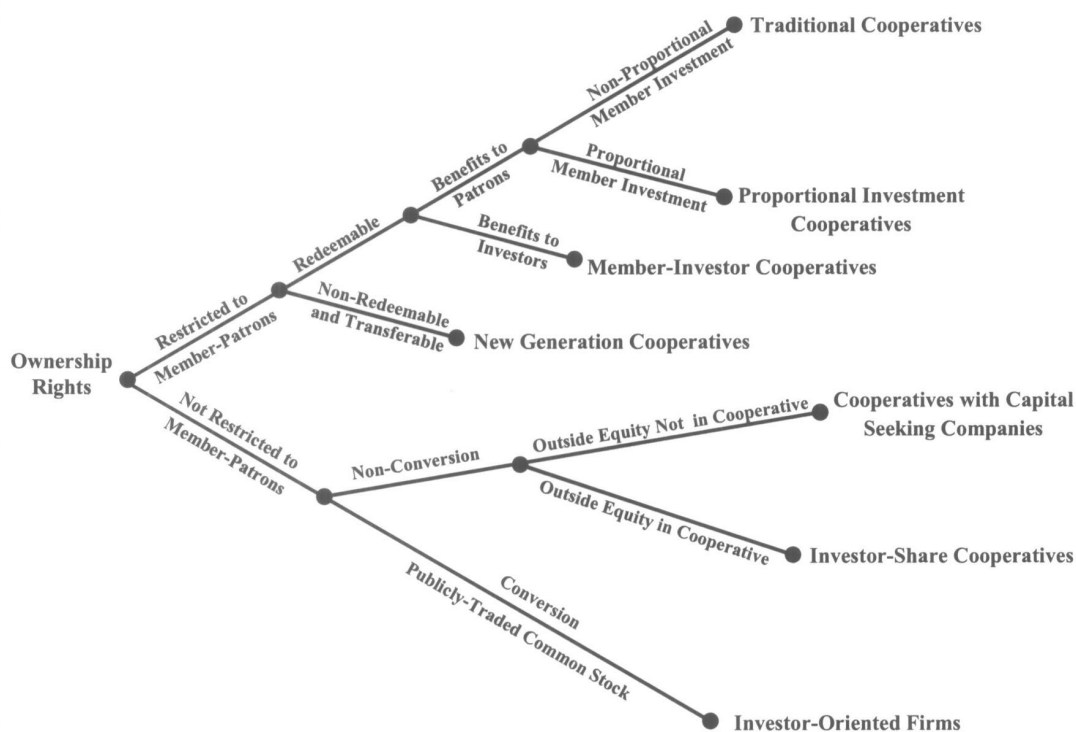 Traditional Cooperatives
Non-Proportional
Member Investment
Benefits to
Patrons
Proportional
Member Investment
Proportional Investment
Cooperatives
Redeemable
Benefits to
Investors
Member-Investor Cooperatives
Restricted to
Member-Patrons
Non-Redeemable
and Transferable
New Generation Cooperatives
Ownership
Rights
Not Restricted to
Member-Patrons
Non-Conversion
Outside Equity Not in Cooperative
Cooperatives with Capital
Seeking Companies
Outside Equity in Cooperative
Investor-Share Cooperatives
Conversion
Publicly-Traded Common Stock
Investor-Oriented Firms